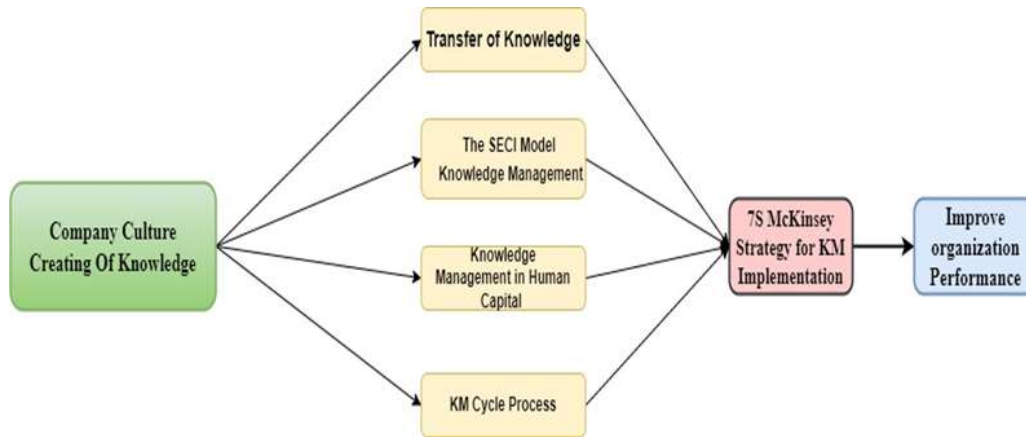 Transfer of Knowledge
The SECI Model
Knowledge Management
Company Culture
Creating Of Knowledge
Knowledge
Management in Human
Capital
KM Cycle Process
7S McKinsey
Strategy for KM
Implementation
Improve
organization
Performance